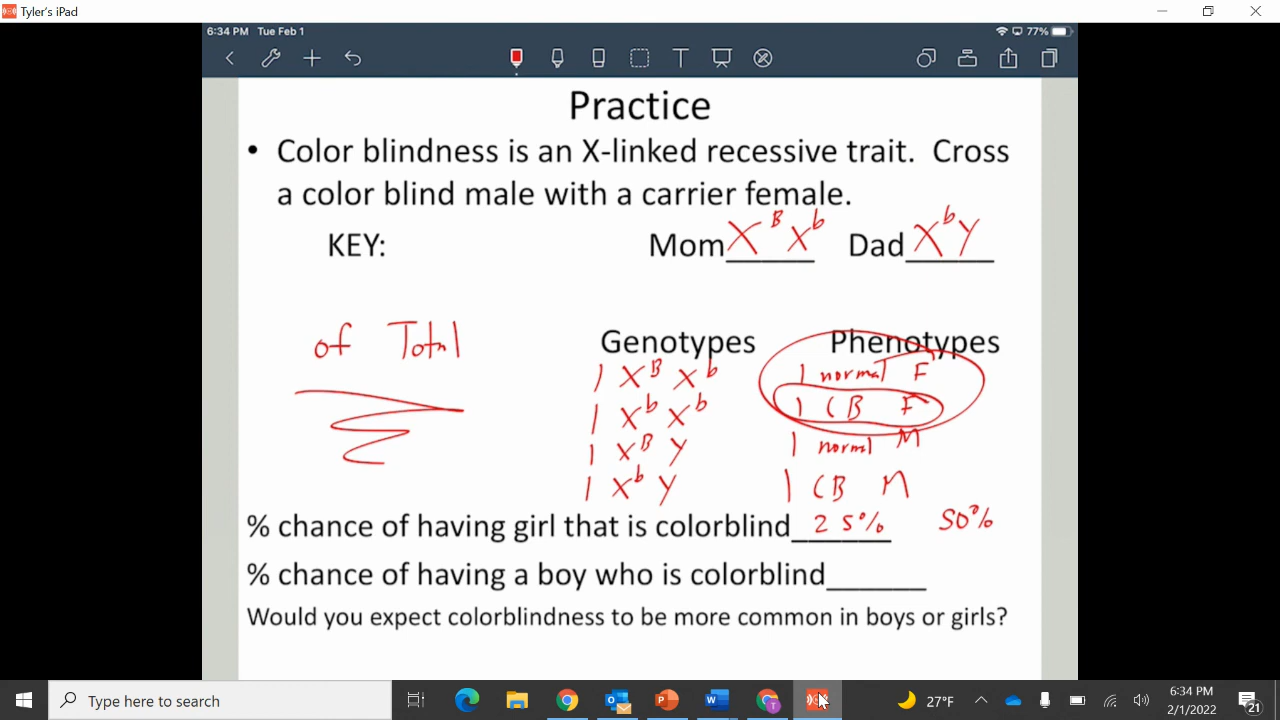 Tyler's iPad
6:34 PM Tue Feb 1
77%
Practice
• Color blindness is an X-linked recessive trait. Cross
a color blind male with a carrier female.
KEY: Mom X^B X^b Dad X^b Y
of Total
Genotypes Phenotypes
1 X^B X^b 1 normal F
1 X^b X^b 1 CB F
1 X^B Y 1 normal M
1 X^b Y 1 CB M
% chance of having girl that is colorblind 25% 50%
% chance of having a boy who is colorblind______
Would you expect colorblindness to be more common in boys or girls?
Type here to search
27°F
6:34 PM
2/1/2022
21